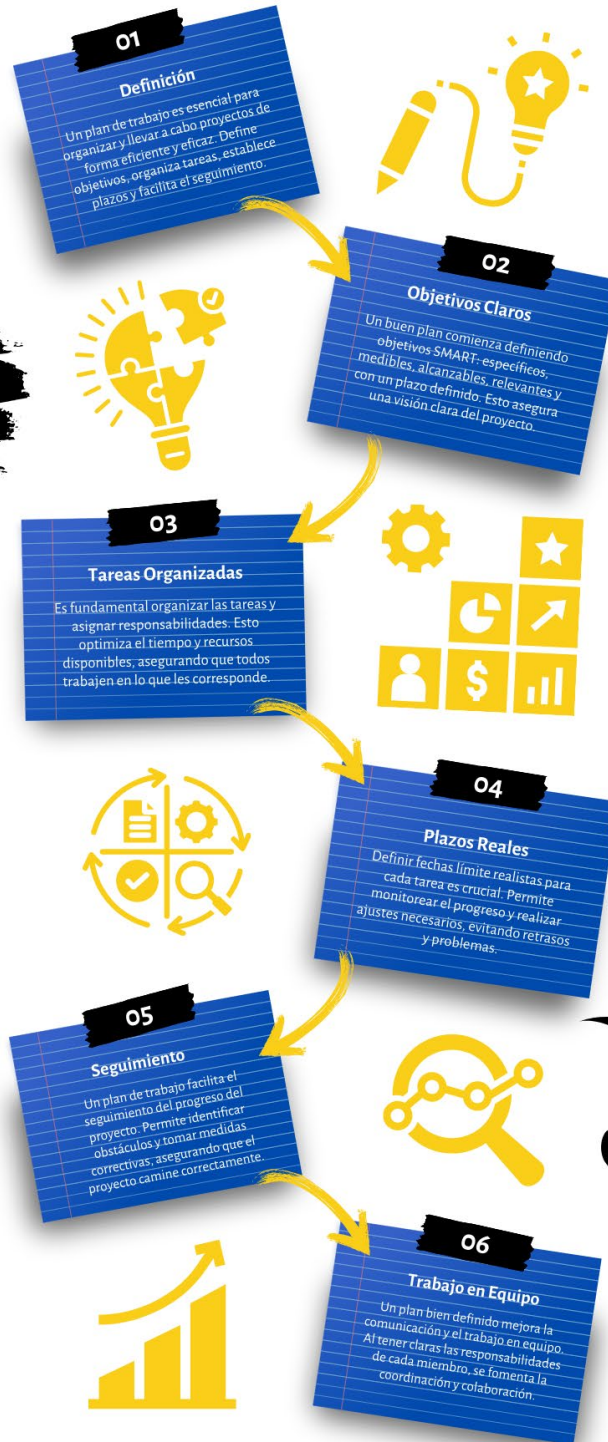 01
Definición
Un plan de trabajo es esencial para
organizar y llevar a cabo proyectos de
forma eficiente y eficaz. Define
objetivos, organiza tareas, establece
plazos y facilita el seguimiento.
02
Objetivos Claros
Un buen plan comienza definiendo
objetivos SMART: específicos,
medibles, alcanzables, relevantes y
con un plazo definido. Esto asegura
una visión clara del proyecto.
03
Tareas Organizadas
Es fundamental organizar las tareas y
asignar responsabilidades. Esto
optimiza el tiempo y recursos
disponibles, asegurando que todos
trabajen en lo que les corresponde.
$
04
Plazos Reales
Definir fechas límite realistas para
cada tarea es crucial. Permite
monitorear el progreso y realizar
ajustes necesarios, evitando retrasos
y problemas.
05
Seguimiento
Un plan de trabajo facilita el
seguimiento del progreso del
proyecto. Permite identificar
obstáculos y tomar medidas
correctivas, asegurando que el
proyecto camine correctamente.
06
Trabajo en Equipo
Un plan bien definido mejora la
comunicación y el trabajo en equipo.
Al tener claras las responsabilidades
de cada miembro, se fomenta la
coordinación y colaboración.